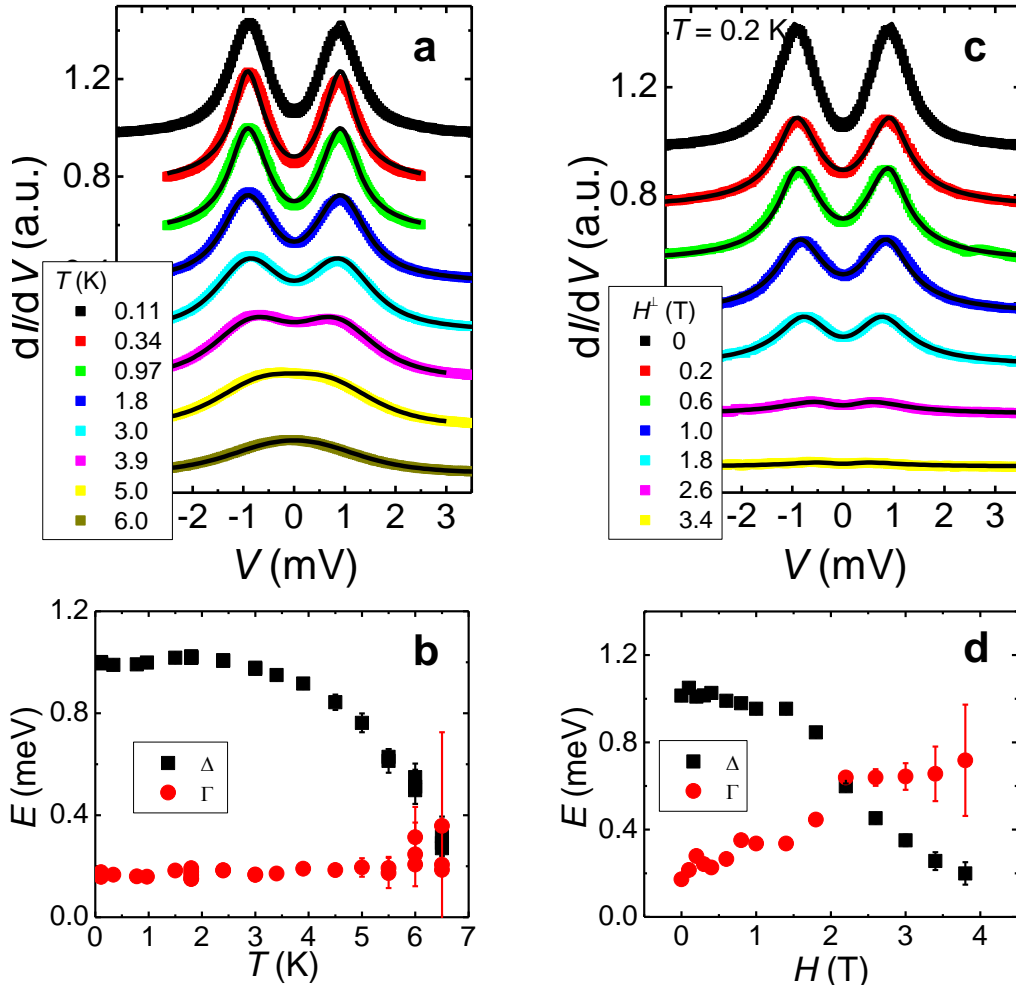 a
dI/dV (a.u.)
1.2
0.8
T (K)
0.11
0.34
0.97
1.8
3.0
3.9
5.0
6.0
-2 -1 0 1 2 3
V (mV)
c
T = 0.2 K
dI/dV (a.u.)
1.2
0.8
H⊥ (T)
0
0.2
0.6
1.0
1.8
2.6
3.4
-2 -1 0 1 2 3
V (mV)
b
E (meV)
1.2
0.8
0.4
0.0
Δ
Γ
0 1 2 3 4 5 6 7
T (K)
d
E (meV)
1.2
0.8
0.4
0.0
Δ
Γ
0 1 2 3 4
H (T)